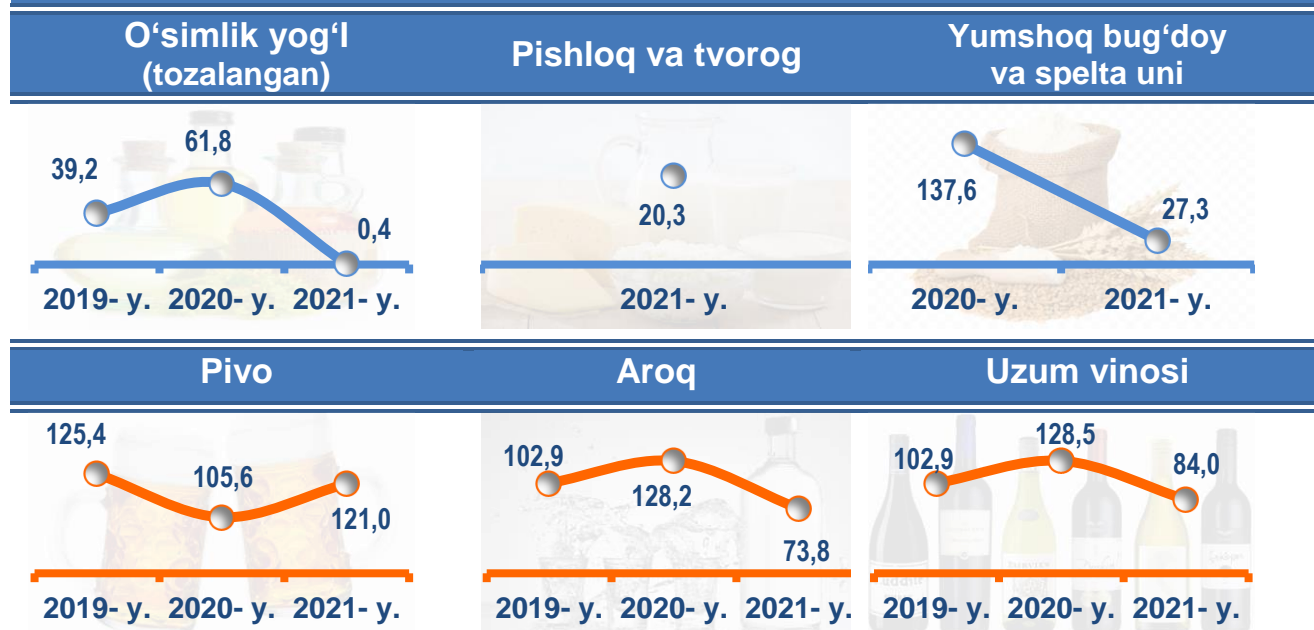 O‘simlik yog‘I
(tozalangan)
Pishloq va tvorog
Yumshoq bug‘doy
va spelta uni
39,2
61,8
0,4
2019- y. 2020- y. 2021- y.
20,3
2021- y.
137,6
27,3
2020- y. 2021- y.
Pivo
Aroq
Uzum vinosi
125,4
105,6
121,0
2019- y. 2020- y. 2021- y.
102,9
128,2
73,8
2019- y. 2020- y. 2021- y.
102,9
128,5
84,0
2019- y. 2020- y. 2021- y.